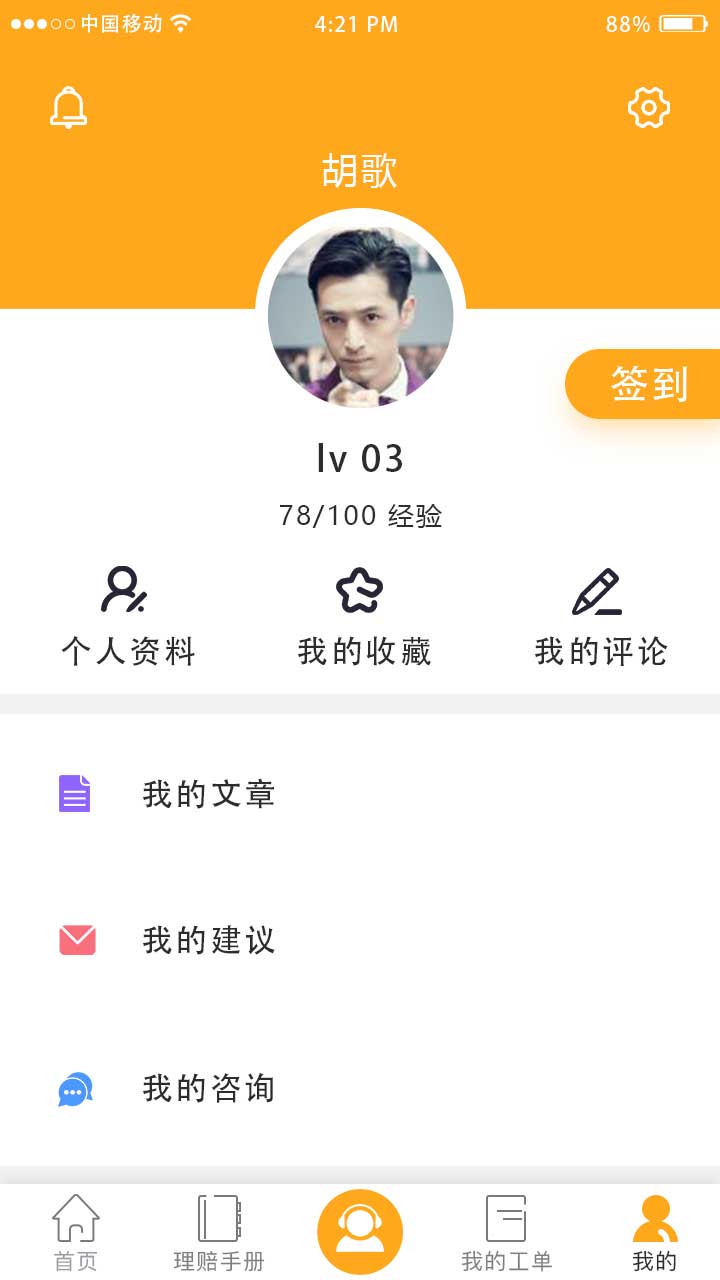 中国移动 4:21 PM 88%
胡歌
签到
lv 03
78/100 经验
个人资料 我的收藏 我的评论
我的文章
我的建议
我的咨询
首页 理赔手册 我的工单 我的